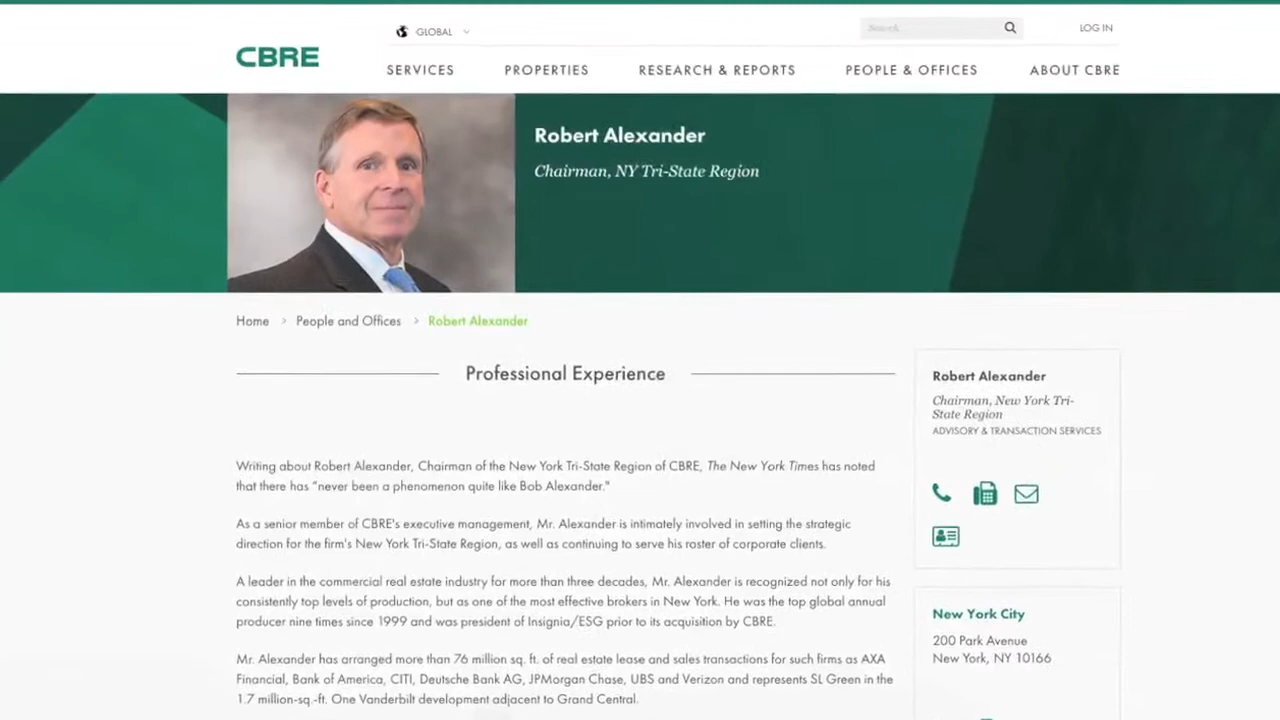 GLOBAL
Search
LOG IN
CBRE
SERVICES
PROPERTIES
RESEARCH & REPORTS
PEOPLE & OFFICES
ABOUT CBRE
Robert Alexander
Chairman, NY Tri-State Region
Home > People and Offices > Robert Alexander
Professional Experience
Writing about Robert Alexander, Chairman of the New York Tri-State Region of CBRE, The New York Times has noted
that there has "never been a phenomenon quite like Bob Alexander."
As a senior member of CBRE's executive management, Mr. Alexander is intimately involved in setting the strategic
direction for the firm's New York Tri-State Region, as well as continuing to serve his roster of corporate clients.
A leader in the commercial real estate industry for more than three decades, Mr. Alexander is recognized not only for his
consistently top levels of production, but as one of the most effective brokers in New York. He was the top global annual
producer nine times since 1999 and was president of Insignia/ESG prior to its acquisition by CBRE.
Mr. Alexander has arranged more than 76 million sq. ft. of real estate lease and sales transactions for such firms as AXA
Financial, Bank of America, CITI, Deutsche Bank AG, JPMorgan Chase, UBS and Verizon and represents SL Green in the
1.7 million-sq.-ft. One Vanderbilt development adjacent to Grand Central.
Robert Alexander
Chairman, New York Tri-
State Region
ADVISORY & TRANSACTION SERVICES
New York City
200 Park Avenue
New York, NY 10166